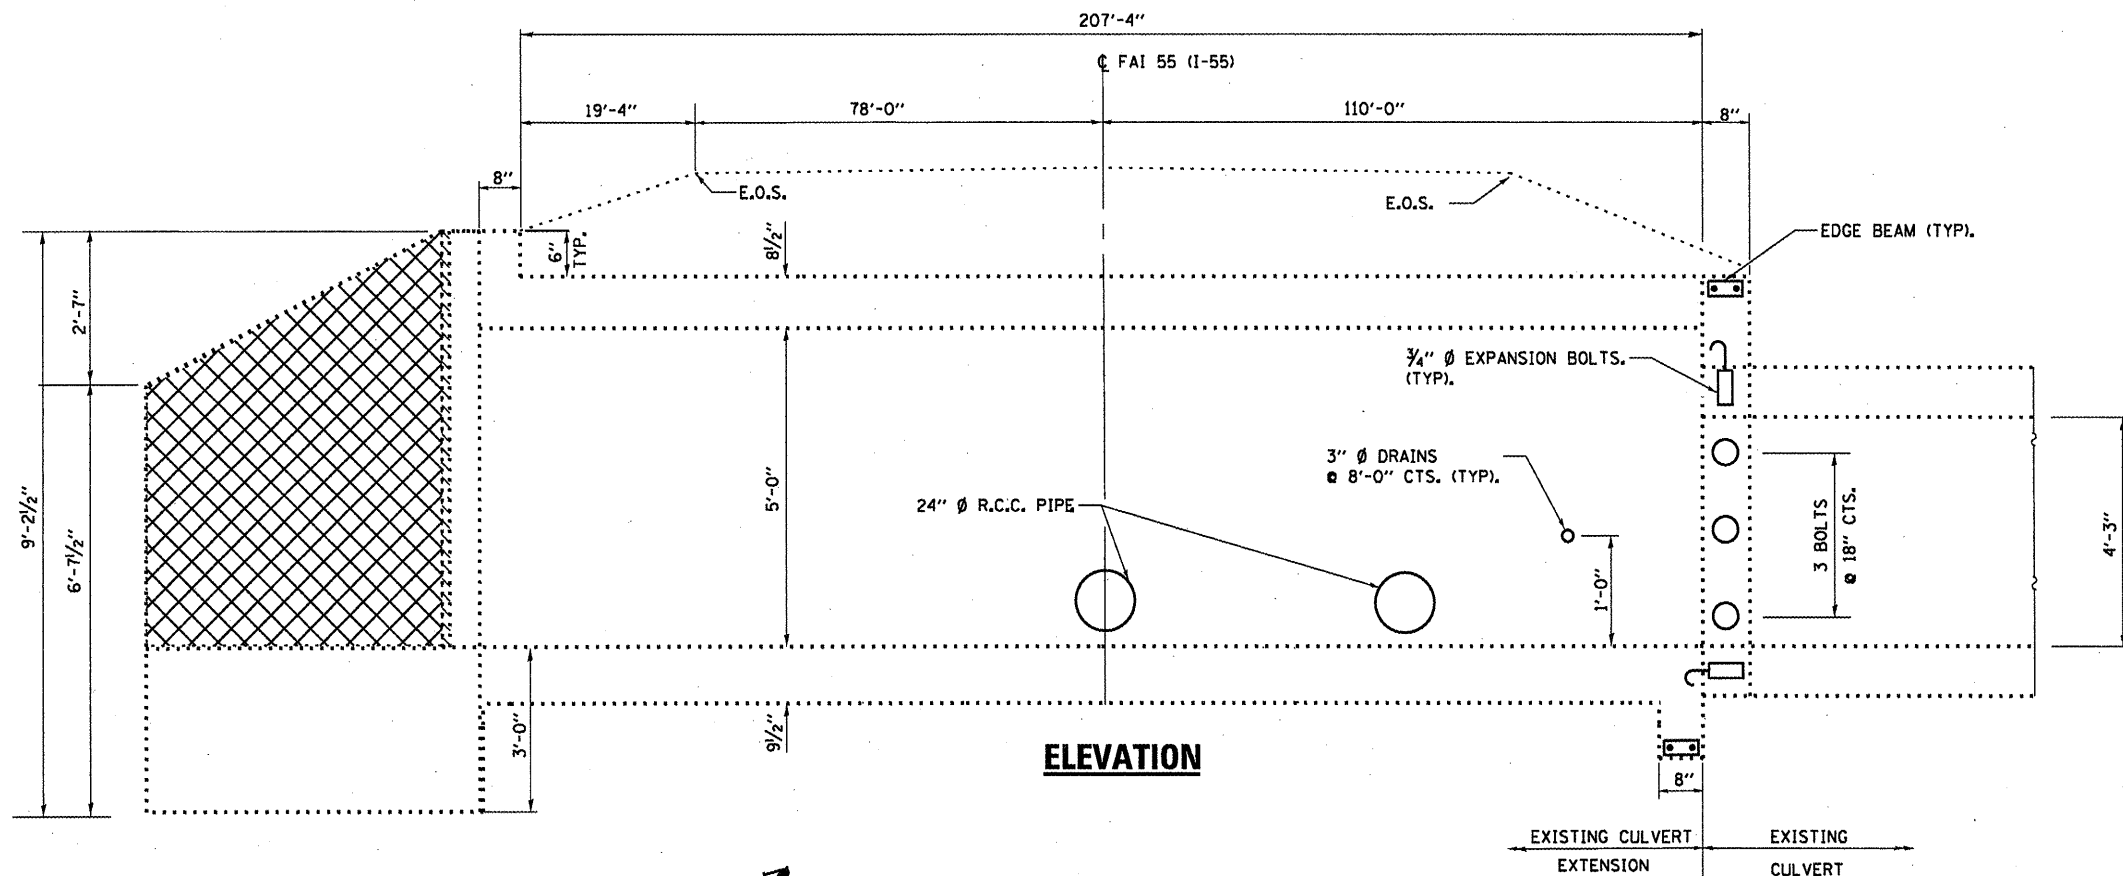 207'-4"
℄ FAI 55 (I-55)
19'-4"
78'-0"
110'-0"
8"
8"
E.O.S.
E.O.S.
6"
TYP.
8½"
EDGE BEAM (TYP).
9'-2½"
2'-7"
6'-7½"
¾" Ø EXPANSION BOLTS.
(TYP).
5'-0"
3" Ø DRAINS
@ 8'-0" CTS. (TYP).
24" Ø R.C.C. PIPE
3 BOLTS
@ 18" CTS.
4'-3"
1'-0"
3'-0"
9½"
ELEVATION
8"
EXISTING CULVERT
EXTENSION
EXISTING
CULVERT